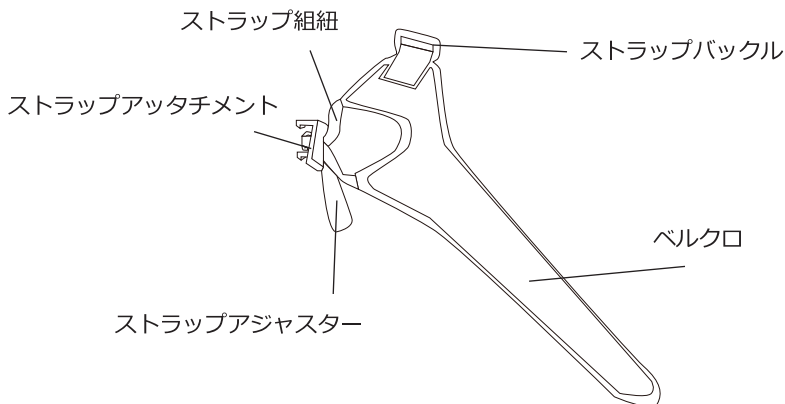 ストラップ組紐
ストラップバックル
ストラップアッタチメント
ベルクロ
ストラップアジャスター